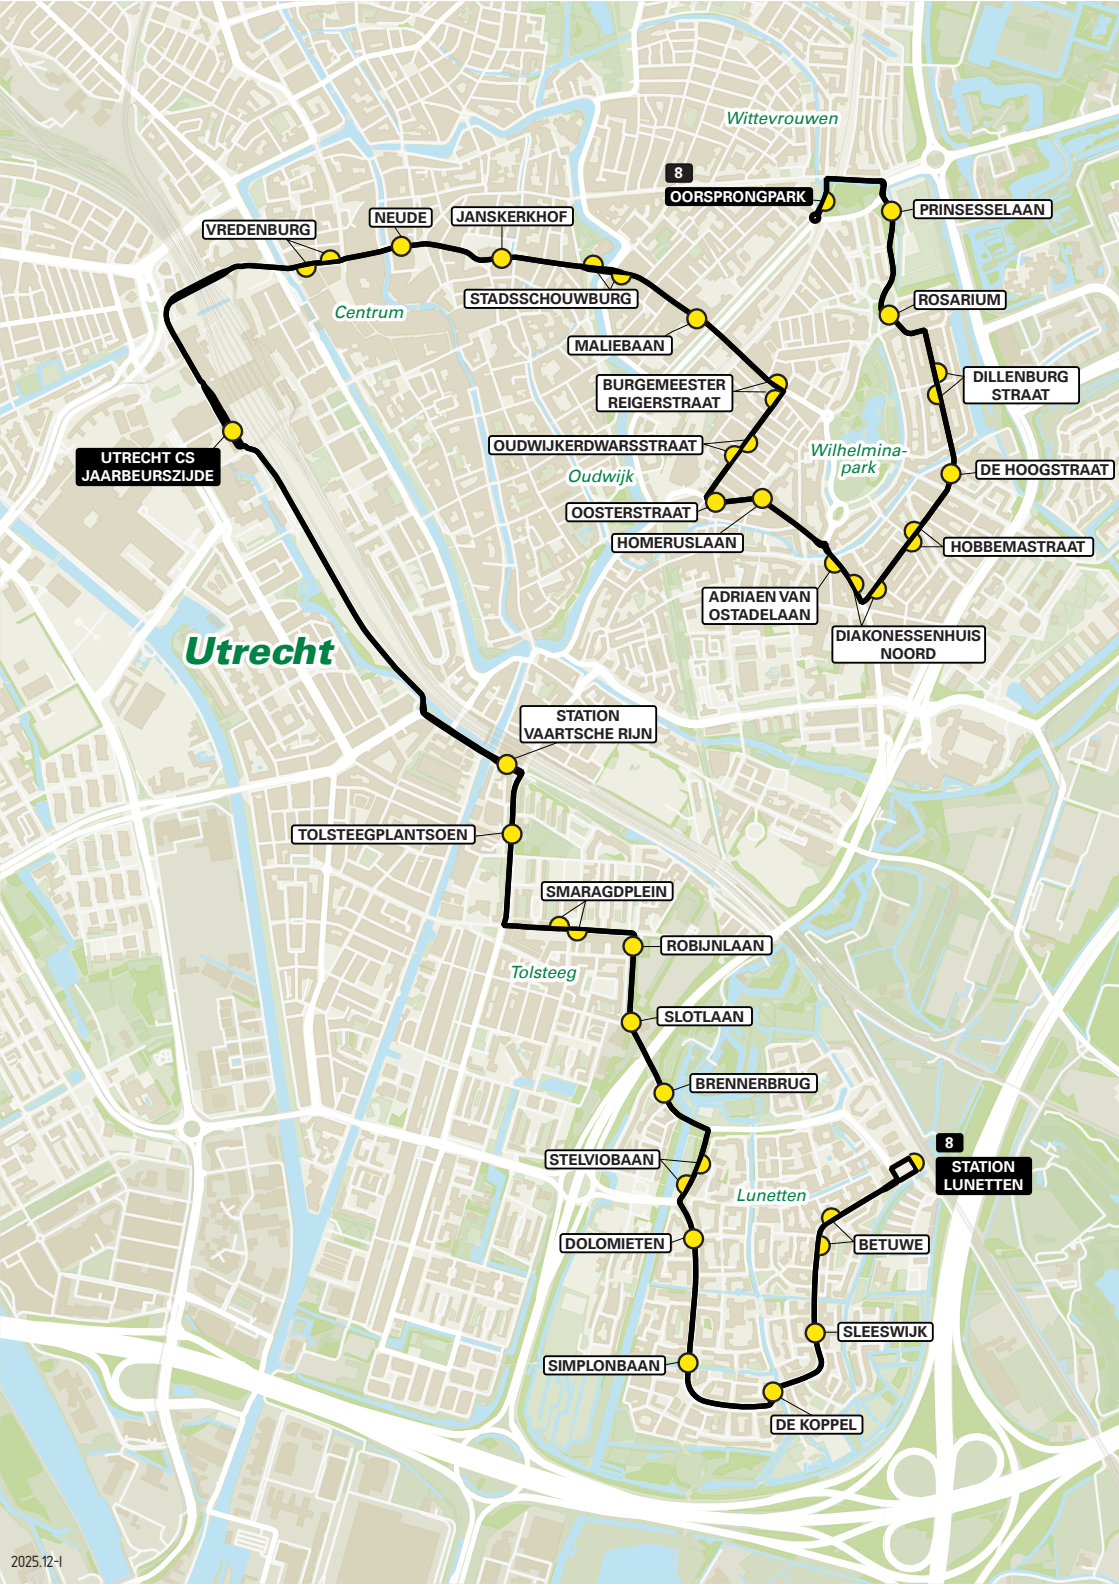 Wittevrouwen
8
OORSPRONGPARK
PRINSESSELAAN
NEUDE
JANSKERKHOF
VREDENBURG
STADSSCHOUWBURG
ROSARIUM
Centrum
MALIEBAAN
BURGEMEESTER
REIGERSTRAAT
DILLENBURG
STRAAT
OUDWIJKERDWARSSTRAAT
Wilhelmina-
park
UTRECHT CS
JAARBEURSZIJDE
Oudwijk
DE HOOGSTRAAT
OOSTERSTRAAT
HOMERUSLAAN
HOBBEMASTRAAT
ADRIAEN VAN
OSTADELAAN
DIAKONESSENHUIS
NOORD
Utrecht
STATION
VAARTSCHE RIJN
TOLSTEEGPLANTSOEN
SMARAGDPLEIN
ROBIJNLAAN
Tolsteeg
SLOTLAAN
BRENNERBRUG
8
STATION
LUNETTEN
STELVIOBAAN
Lunetten
DOLOMIETEN
BETUWE
SLEESWIJK
SIMPLONBAAN
DE KOPPEL
2025.12-I